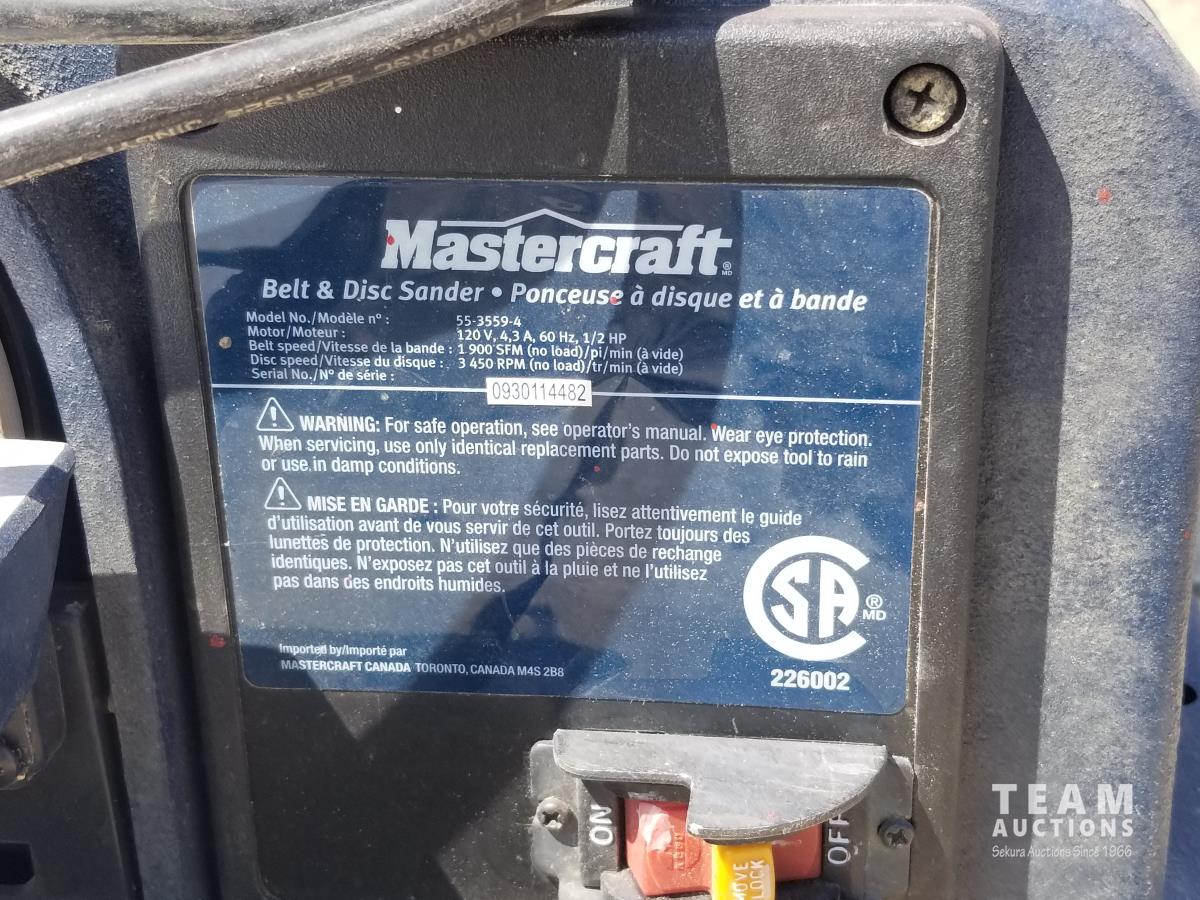 Mastercraft® MD
Belt & Disc Sander • Ponceuse à disque et à bande
Model No./Modèle n° : 55-3559-4
Motor/Moteur : 120 V, 4,3 A, 60 Hz, 1/2 HP
Belt speed/Vitesse de la bande : 1 900 SFM (no load)/pi/min (à vide)
Disc speed/Vitesse du disque : 3 450 RPM (no load)/tr/min (à vide)
Serial No./N° de série : 0930114482
WARNING: For safe operation, see operator's manual. Wear eye protection.
When servicing, use only identical replacement parts. Do not expose tool to rain
or use in damp conditions.
MISE EN GARDE : Pour votre sécurité, lisez attentivement le guide
d'utilisation avant de vous servir de cet outil. Portez toujours des
lunettes de protection. N'utilisez que des pièces de rechange
identiques. N'exposez pas cet outil à la pluie et ne l'utilisez
pas dans des endroits humides.
CSA ® MD
226002
Imported by/Importé par
MASTERCRAFT CANADA TORONTO, CANADA M4S 2B8
ON
OFF
LOCK
TEAM
AUCTIONS
Sekura Auctions Since 1966